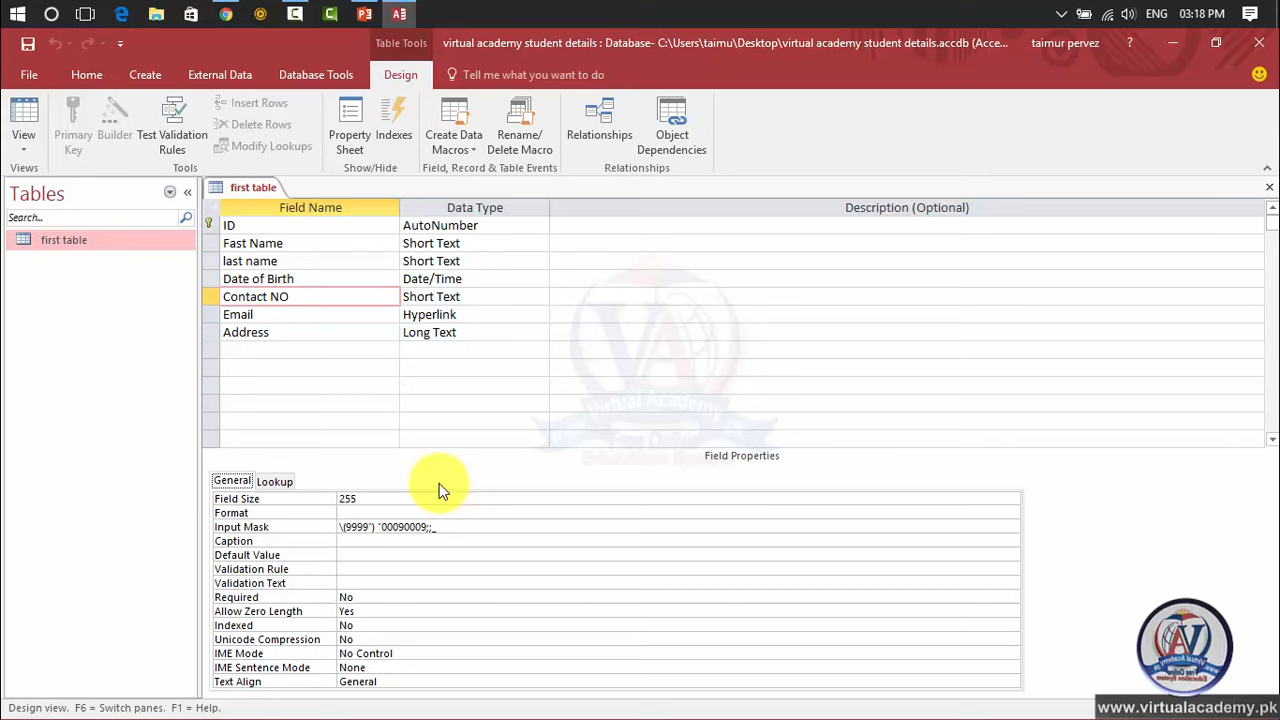 ENG 03:18 PM
Table Tools virtual academy student details : Database- C:\Users\taimu\Desktop\virtual academy student details.accdb (Acce... taimur pervez ?
File Home Create External Data Database Tools Design Tell me what you want to do
View Primary Key Builder Test Validation Rules Insert Rows Delete Rows Modify Lookups Property Sheet Indexes Create Data Macros Rename/ Delete Macro Relationships Object Dependencies
Views Tools Show/Hide Field, Record & Table Events Relationships
Tables
Search...
first table
first table
Field Name Data Type Description (Optional)
ID AutoNumber
Fast Name Short Text
last name Short Text
Date of Birth Date/Time
Contact NO Short Text
Email Hyperlink
Address Long Text
Virtual Academy
Field Properties
General Lookup
Field Size 255
Format
Input Mask \(9999") "00090009;;_
Caption
Default Value
Validation Rule
Validation Text
Required No
Allow Zero Length Yes
Indexed No
Unicode Compression No
IME Mode No Control
IME Sentence Mode None
Text Align General
Design view. F6 = Switch panes. F1 = Help.
www.virtualacademy.pk